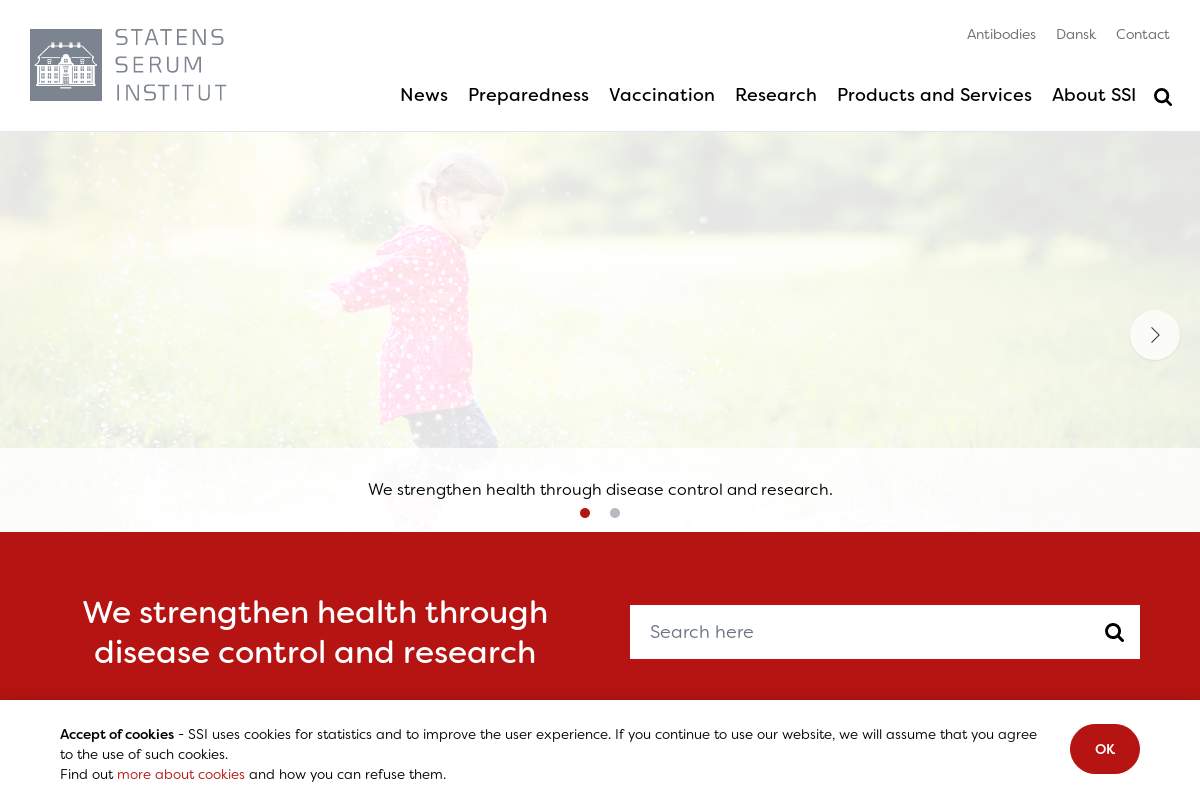 STATENS
SERUM
INSTITUT
Antibodies Dansk Contact
News Preparedness Vaccination Research Products and Services About SSI
We strengthen health through disease control and research.
We strengthen health through
disease control and research
Search here
Accept of cookies - SSI uses cookies for statistics and to improve the user experience. If you continue to use our website, we will assume that you agree
to the use of such cookies.
Find out more about cookies and how you can refuse them.
OK